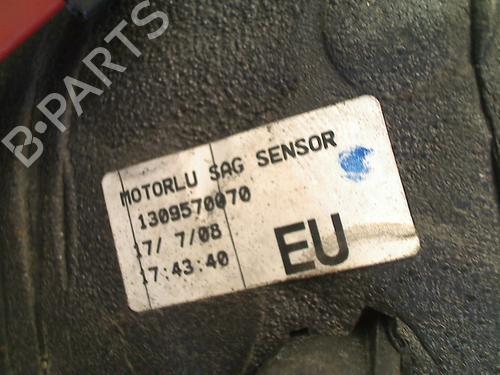 B-PARTS
MOTORLU SAG SENSOR
1309570070
17/ 7/08
17:43:40
EU